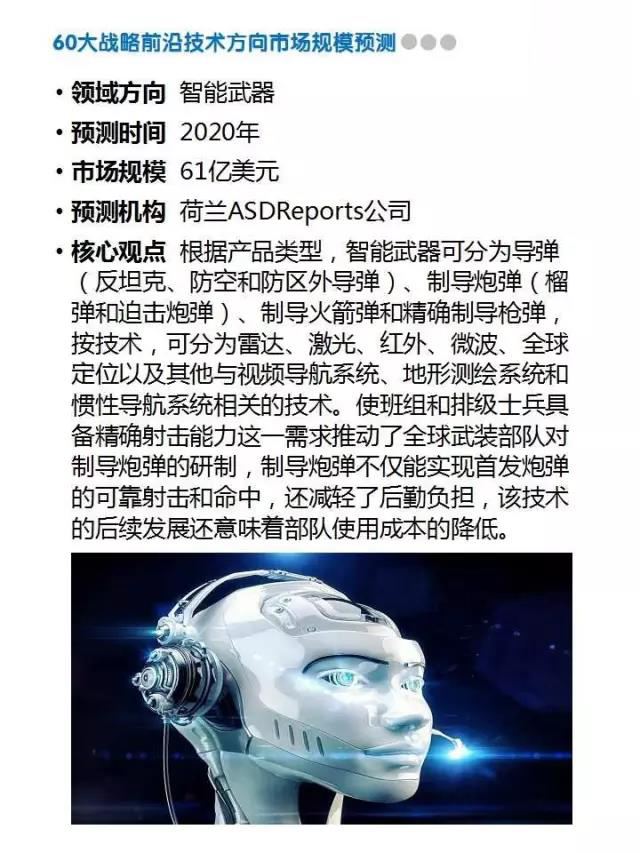 60大战略前沿技术方向市场规模预测
• 领域方向 智能武器
• 预测时间 2020年
• 市场规模 61亿美元
• 预测机构 荷兰ASDReports公司
• 核心观点 根据产品类型，智能武器可分为导弹
（反坦克、防空和防区外导弹）、制导炮弹（榴
弹和迫击炮弹）、制导火箭弹和精确制导枪弹，
按技术，可分为雷达、激光、红外、微波、全球
定位以及其他与视频导航系统、地形测绘系统和
惯性导航系统相关的技术。使班组和排级士兵具
备精确射击能力这一需求推动了全球武装部队对
制导炮弹的研制，制导炮弹不仅能实现首发炮弹
的可靠射击和命中，还减轻了后勤负担，该技术
的后续发展还意味着部队使用成本的降低。